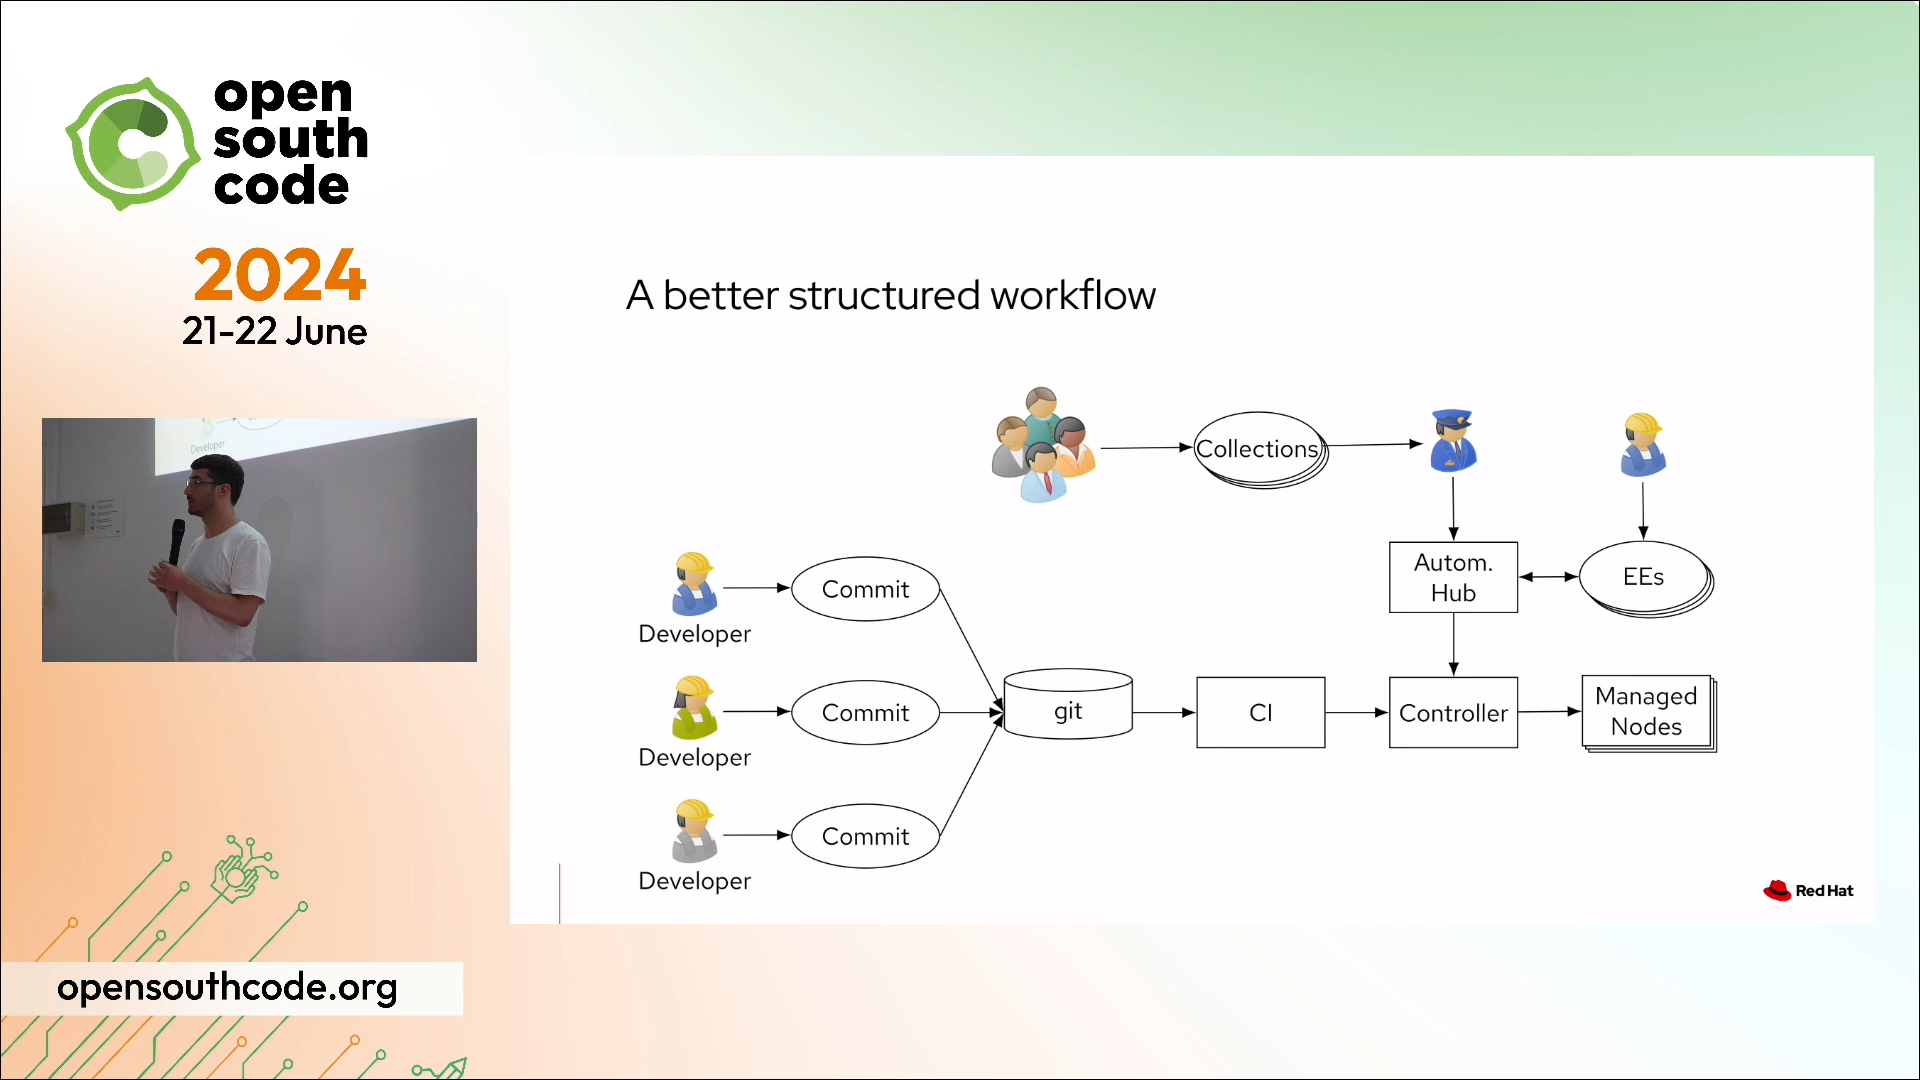 open
south
code
2024
21-22 June
opensouthcode.org
A better structured workflow
Collections
Autom.
Hub
EEs
Commit
Developer
Commit
Developer
Commit
Developer
git
CI
Controller
Managed
Nodes
Red Hat
Developer